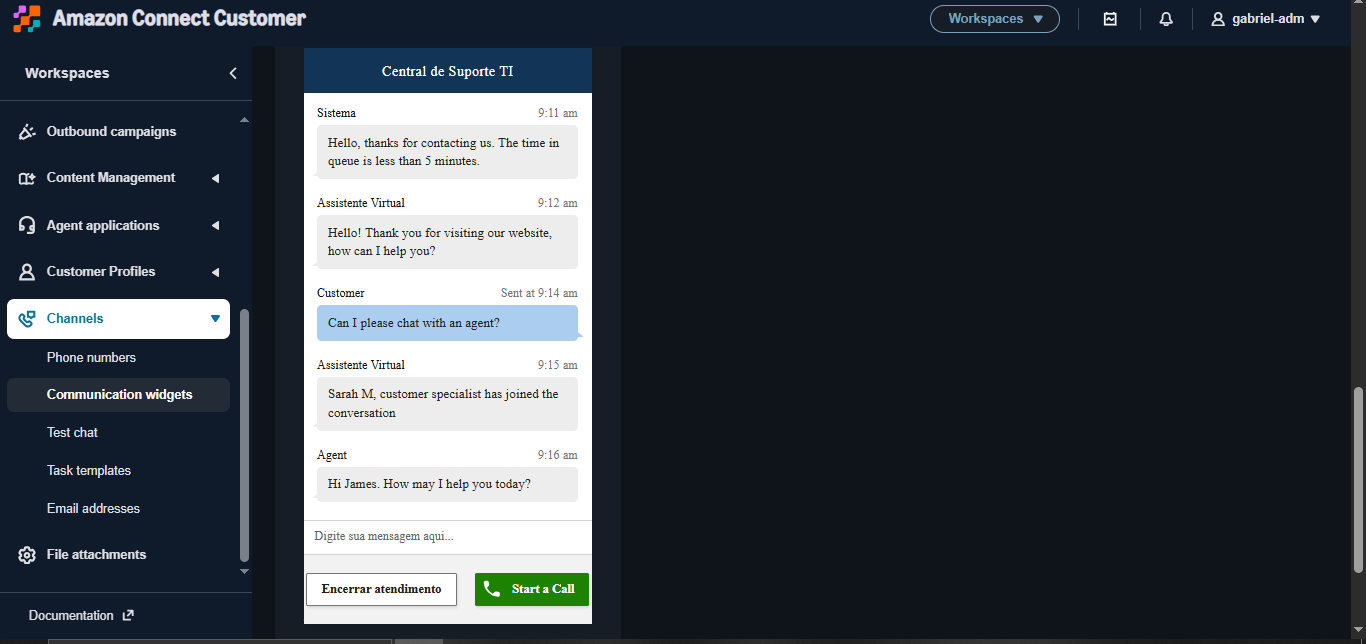 Amazon Connect Customer
Workspaces
gabriel-adm
Workspaces
Outbound campaigns
Content Management
Agent applications
Customer Profiles
Channels
Phone numbers
Communication widgets
Test chat
Task templates
Email addresses
File attachments
Documentation
Central de Suporte TI
Sistema 9:11 am
Hello, thanks for contacting us. The time in
queue is less than 5 minutes.
Assistente Virtual 9:12 am
Hello! Thank you for visiting our website,
how can I help you?
Customer Sent at 9:14 am
Can I please chat with an agent?
Assistente Virtual 9:15 am
Sarah M, customer specialist has joined the
conversation
Agent 9:16 am
Hi James. How may I help you today?
Digite sua mensagem aqui...
Encerrar atendimento Start a Call